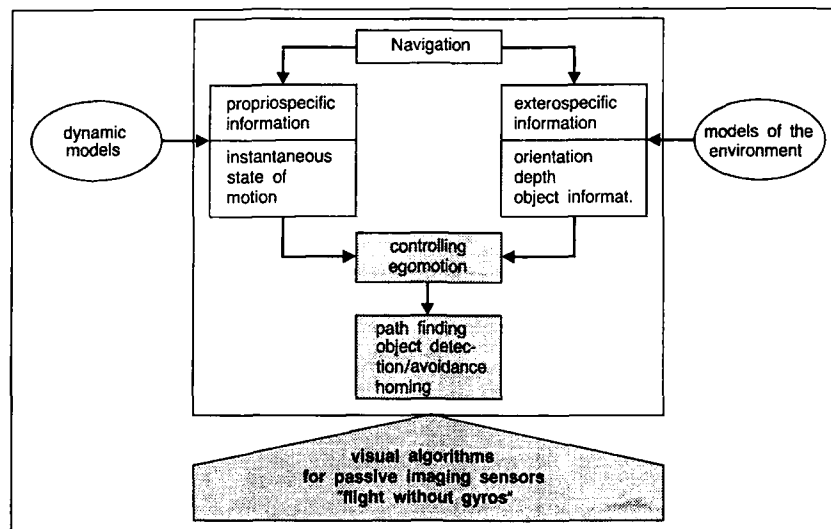 Navigation
propriospecific
information
instantaneous
state of
motion
exterospecific
information
orientation
depth
object informat.
dynamic
models
models of the
environment
controlling
egomotion
path finding
object detec-
tion/avoidance
homing
visual algorithms
for passive imaging sensors
"flight without gyros"